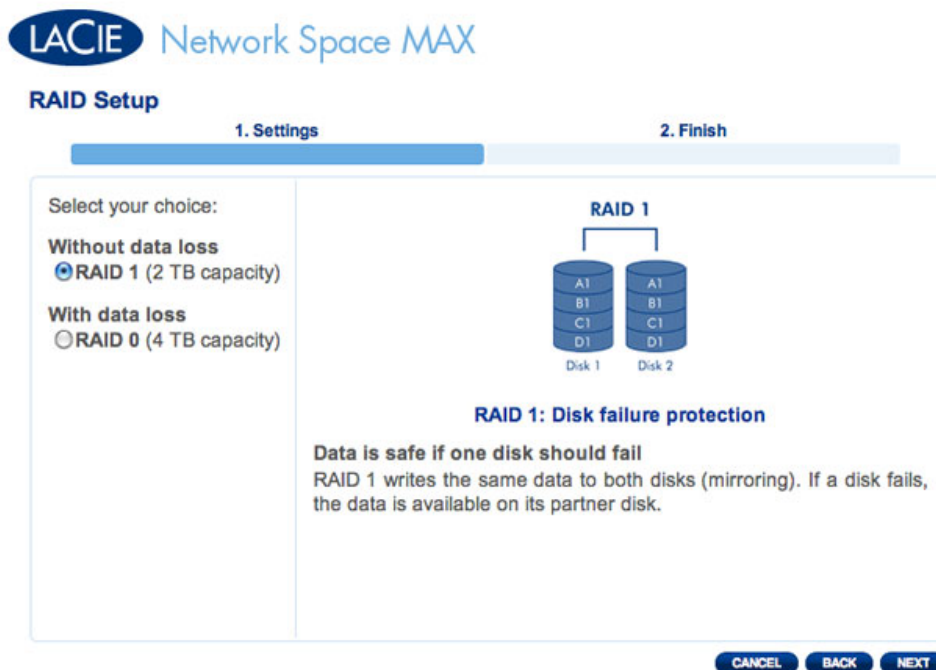 LACIE Network Space MAX
RAID Setup
1. Settings
2. Finish
Select your choice:
Without data loss
RAID 1 (2 TB capacity)
With data loss
RAID 0 (4 TB capacity)
RAID 1
A1 A1
B1 B1
C1 C1
D1 D1
Disk 1 Disk 2
RAID 1: Disk failure protection
Data is safe if one disk should fail
RAID 1 writes the same data to both disks (mirroring). If a disk fails,
the data is available on its partner disk.
CANCEL BACK NEXT